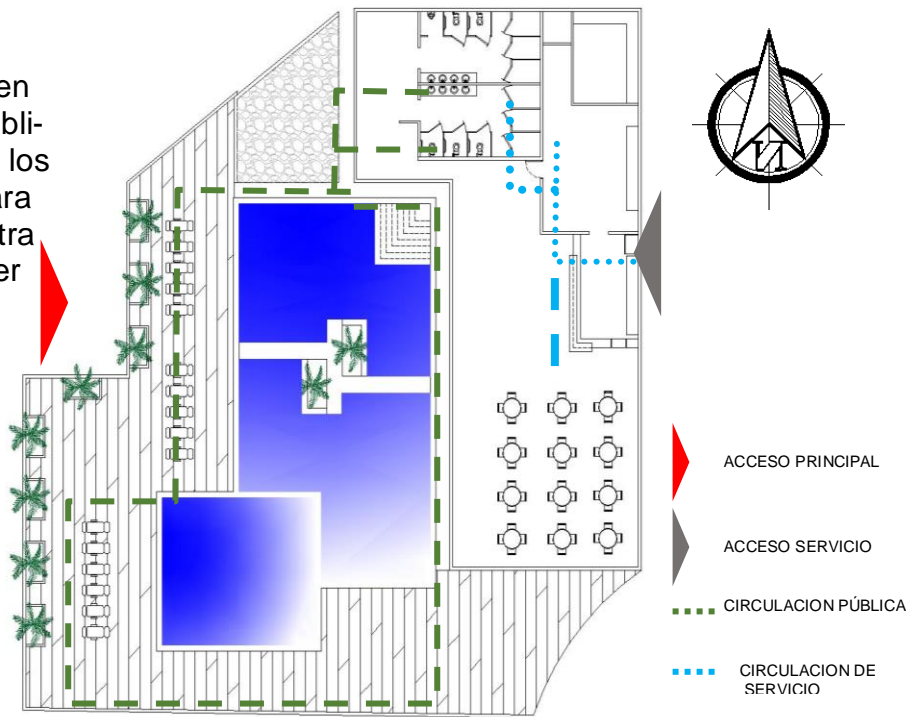 en
bli-
los
ara
tra
er
N
ACCESO PRINCIPAL
ACCESO SERVICIO
CIRCULACION PÚBLICA
CIRCULACION DE
SERVICIO